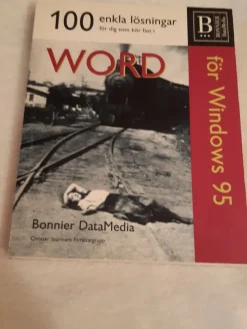 100 enkla lösningar
för dig som kör fast i
B
WORD
för Windows 95
Bonnier DataMedia